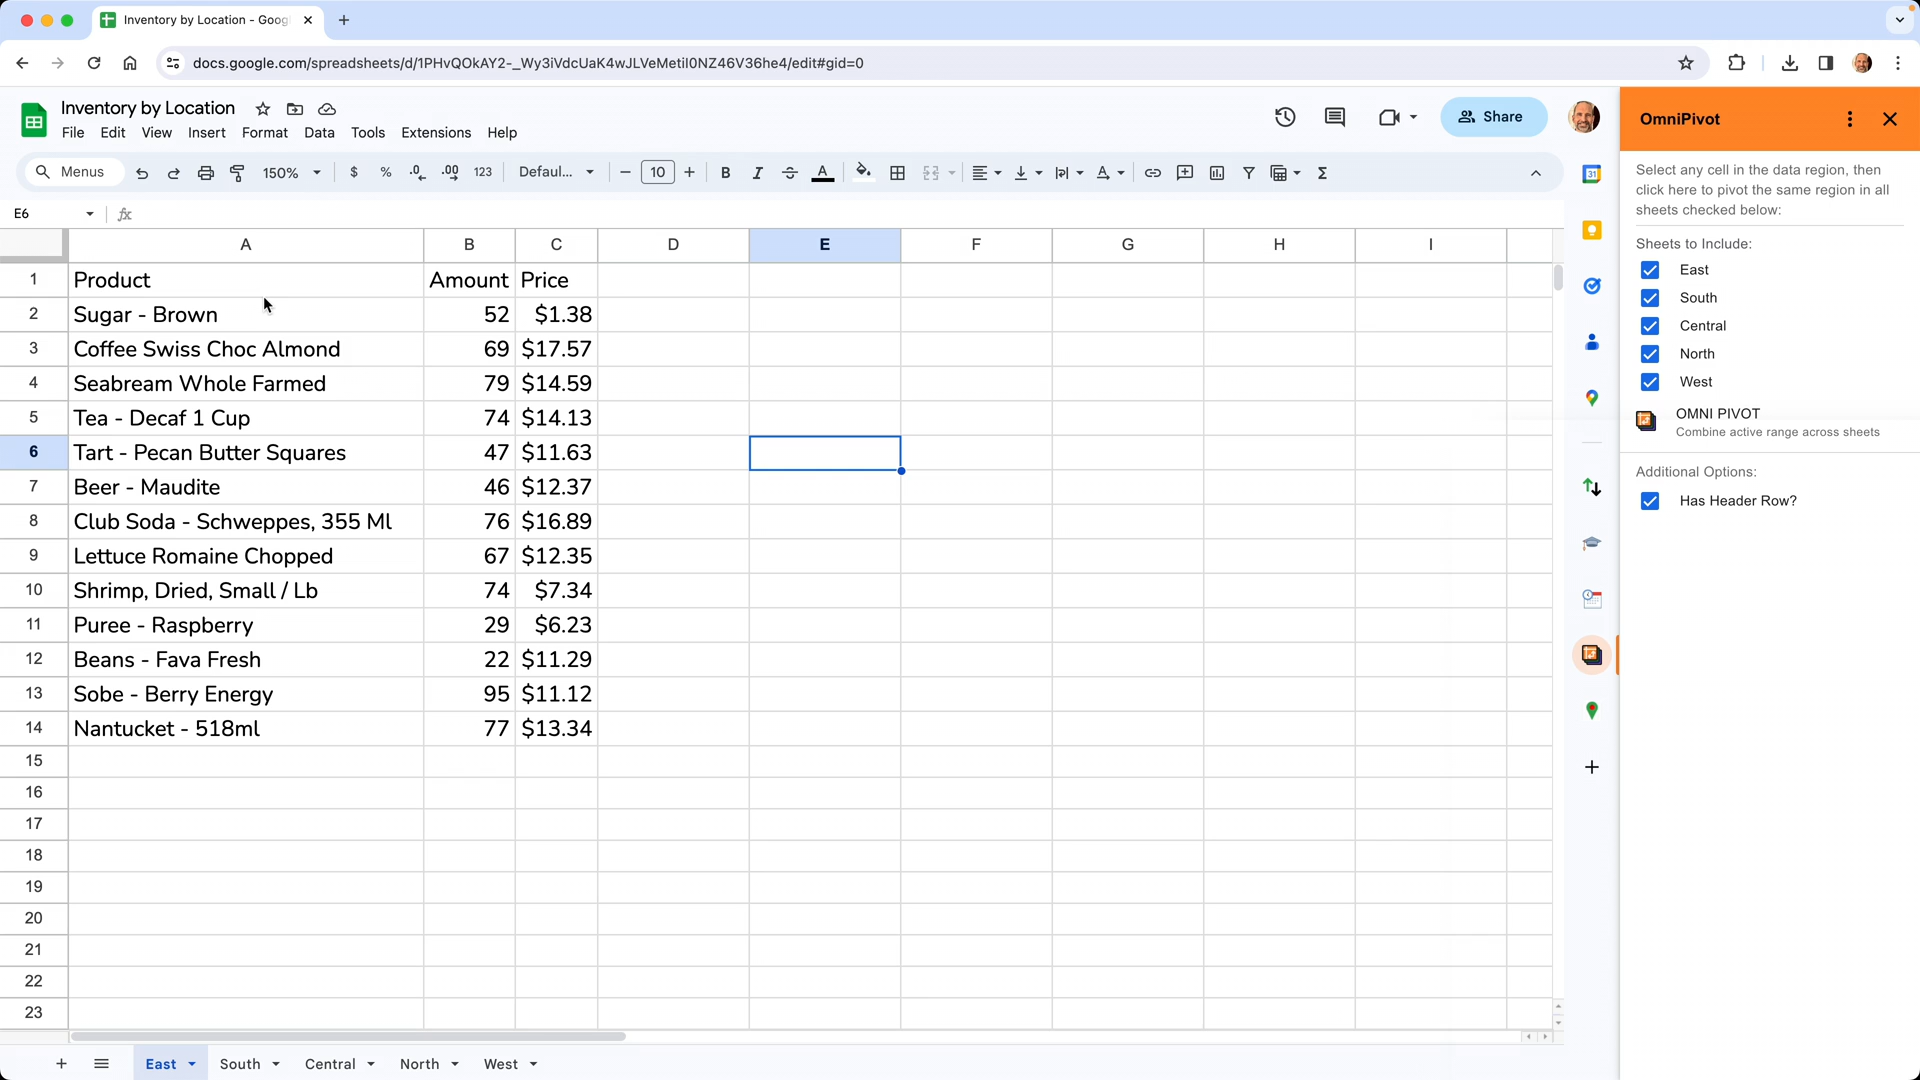 Inventory by Location - Goog
docs.google.com/spreadsheets/d/1PHvQOkAY2-_Wy3iVdcUaK4wJLVeMetil0NZ46V36he4/edit#gid=0
Inventory by Location
File Edit View Insert Format Data Tools Extensions Help
Share
Menus 150% $ % .0 .00 123 Defaul... 10 B I S A
E6 fx
A B C D E F G H I
1 Product Amount Price
2 Sugar - Brown 52 $1.38
3 Coffee Swiss Choc Almond 69 $17.57
4 Seabream Whole Farmed 79 $14.59
5 Tea - Decaf 1 Cup 74 $14.13
6 Tart - Pecan Butter Squares 47 $11.63
7 Beer - Maudite 46 $12.37
8 Club Soda - Schweppes, 355 Ml 76 $16.89
9 Lettuce Romaine Chopped 67 $12.35
10 Shrimp, Dried, Small / Lb 74 $7.34
11 Puree - Raspberry 29 $6.23
12 Beans - Fava Fresh 22 $11.29
13 Sobe - Berry Energy 95 $11.12
14 Nantucket - 518ml 77 $13.34
15
16
17
18
19
20
21
22
23
East South Central North West
31
OmniPivot
Select any cell in the data region, then
click here to pivot the same region in all
sheets checked below:
Sheets to Include:
East
South
Central
North
West
OMNI PIVOT
Combine active range across sheets
Additional Options:
Has Header Row?